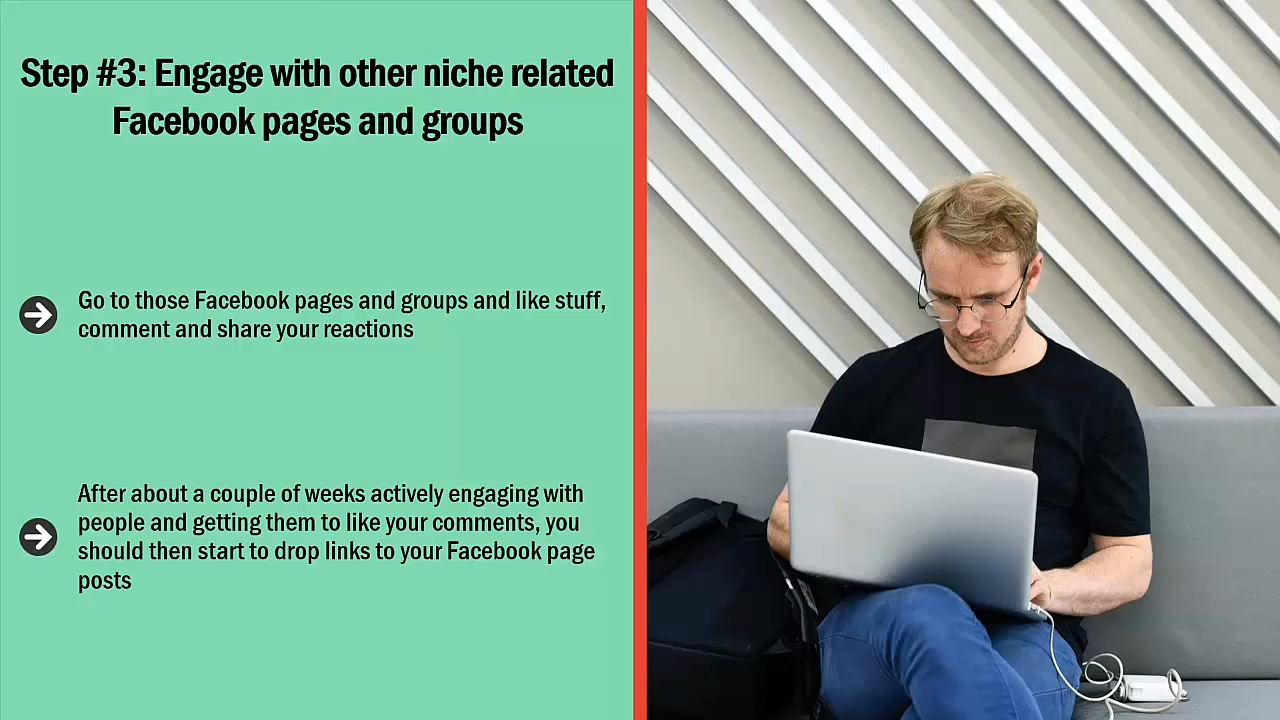 Step #3: Engage with other niche related
Facebook pages and groups
Go to those Facebook pages and groups and like stuff,
comment and share your reactions
After about a couple of weeks actively engaging with
people and getting them to like your comments, you
should then start to drop links to your Facebook page
posts